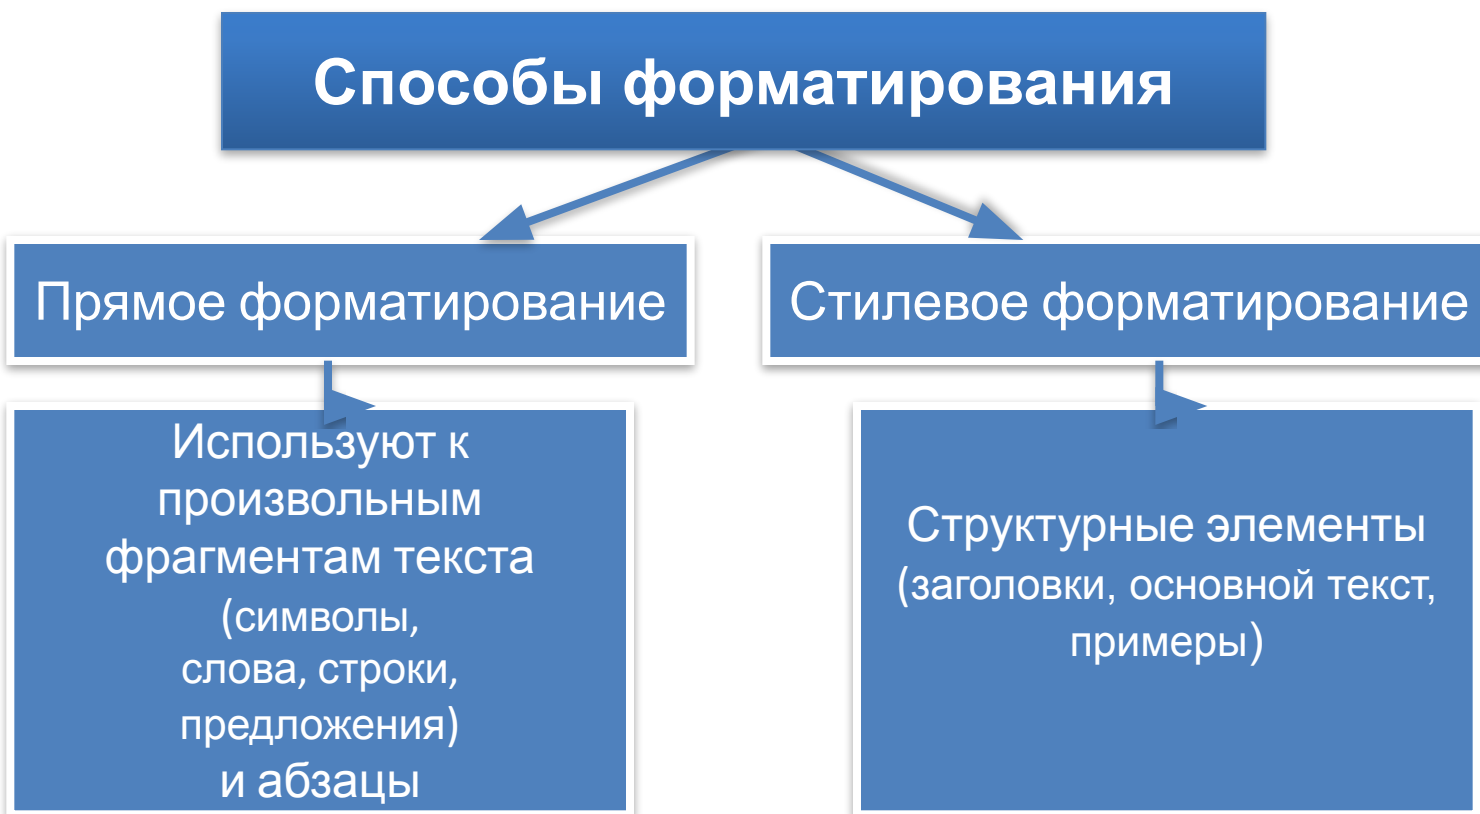 Способы форматирования
Прямое форматирование
Стилевое форматирование
Используют к
произвольным
фрагментам текста
(символы,
слова, строки,
предложения)
и абзацы
Структурные элементы
(заголовки, основной текст,
примеры)